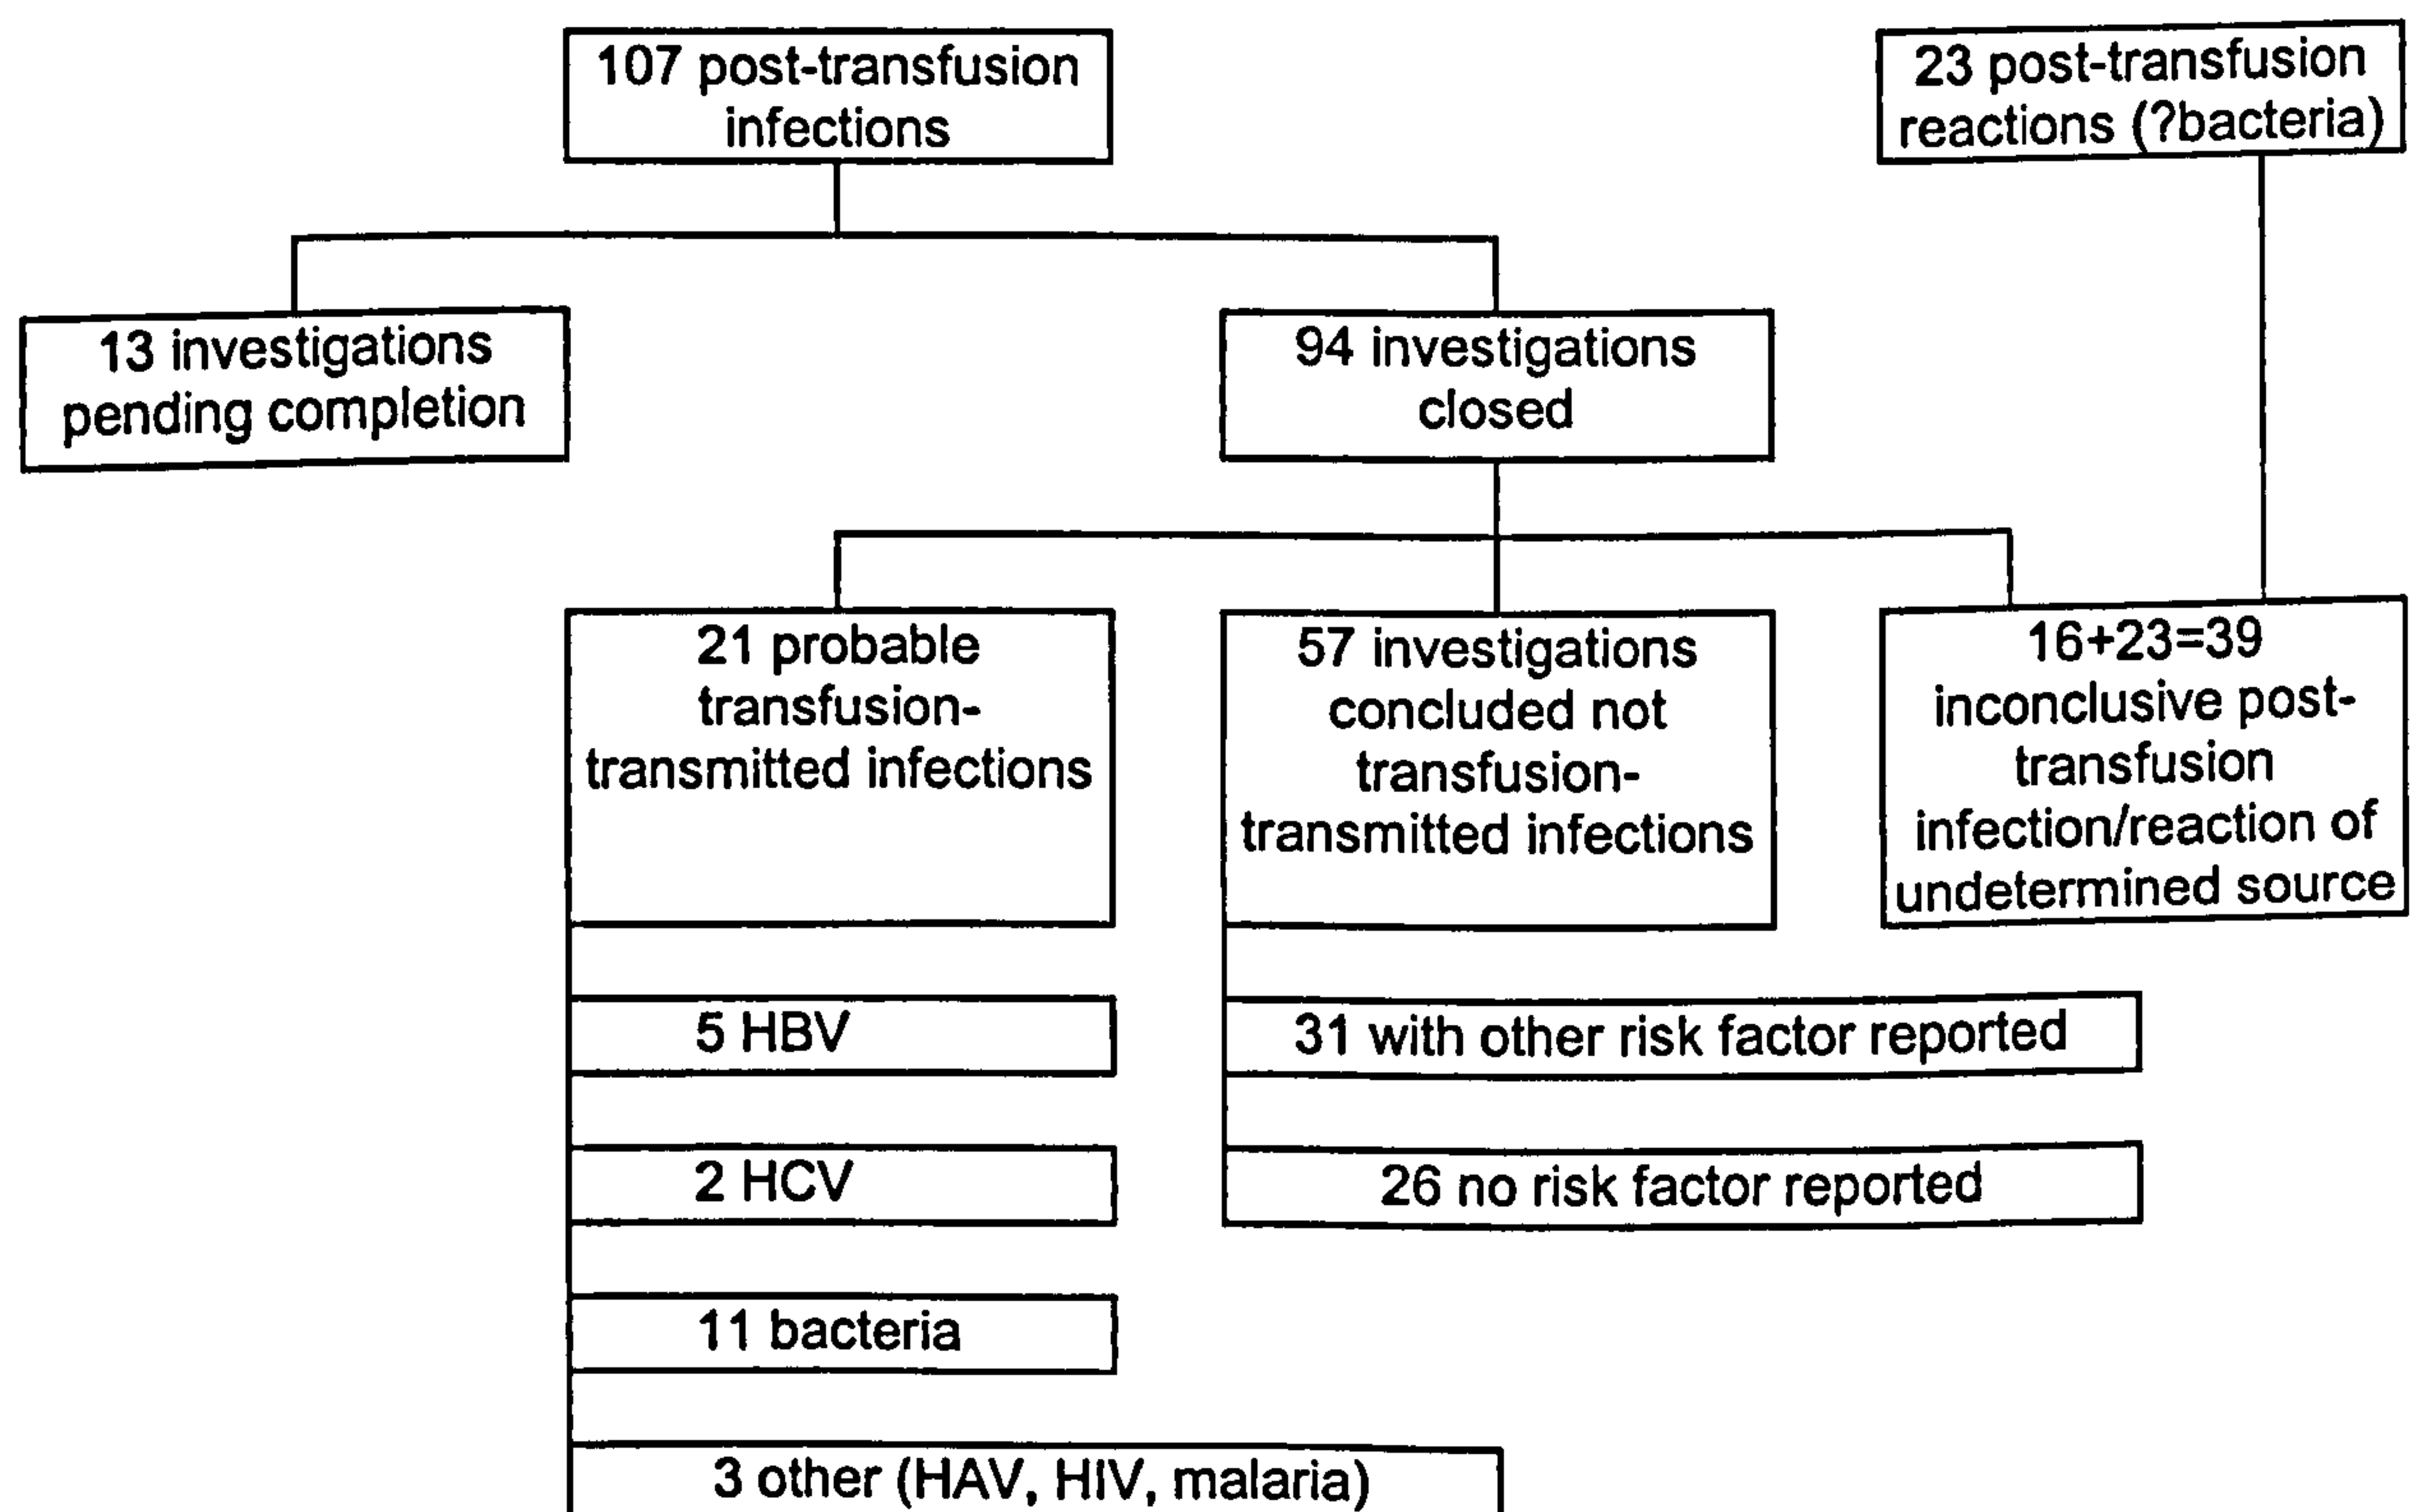 107 post-transfusion
infections
23 post-transfusion
reactions (?bacteria)
13 investigations
pending completion
94 investigations
closed
21 probable
transfusion-
transmitted infections
57 investigations
concluded not
transfusion-
transmitted infections
16+23=39
inconclusive post-
transfusion
infection/reaction of
undetermined source
5 HBV
31 with other risk factor reported
2 HCV
26 no risk factor reported
11 bacteria
3 other (HAV, HIV, malaria)